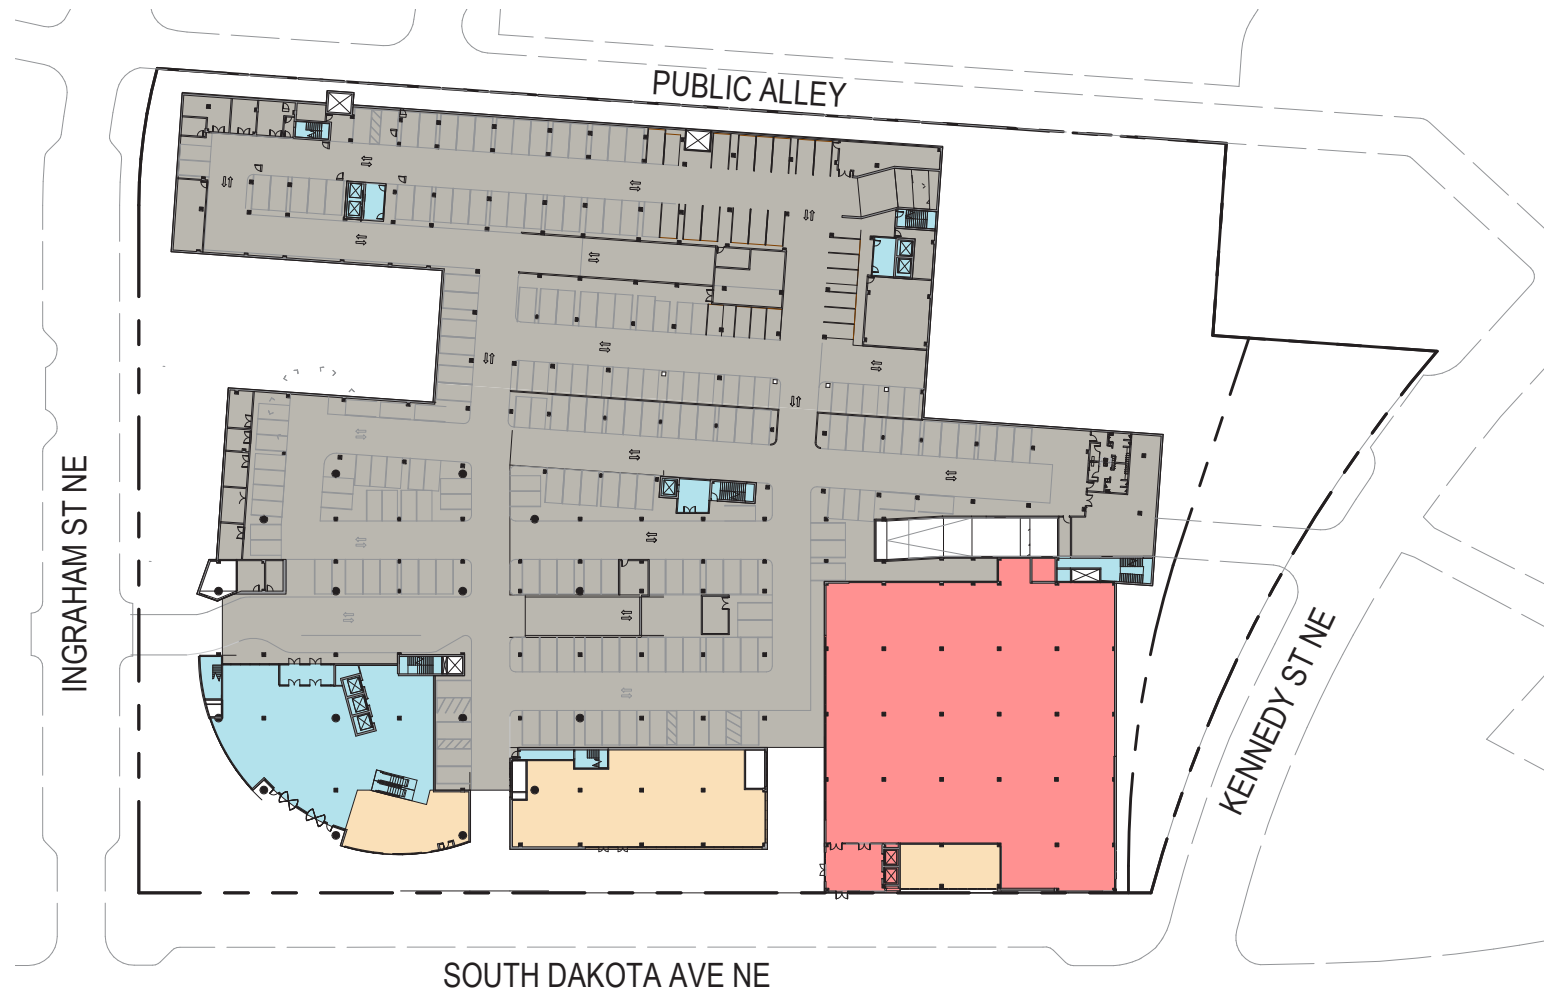 PUBLIC ALLEY
INGRAHAM ST NE
KENNEDY ST NE
SOUTH DAKOTA AVE NE